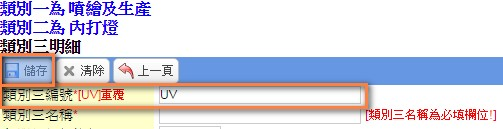 類別一為 噴繪及生產
類別二為 內打燈
類別三明細
儲存 清除 上一頁
類別三編號*[UV]重覆 UV
類別三名稱* [類別三名稱為必填欄位!]